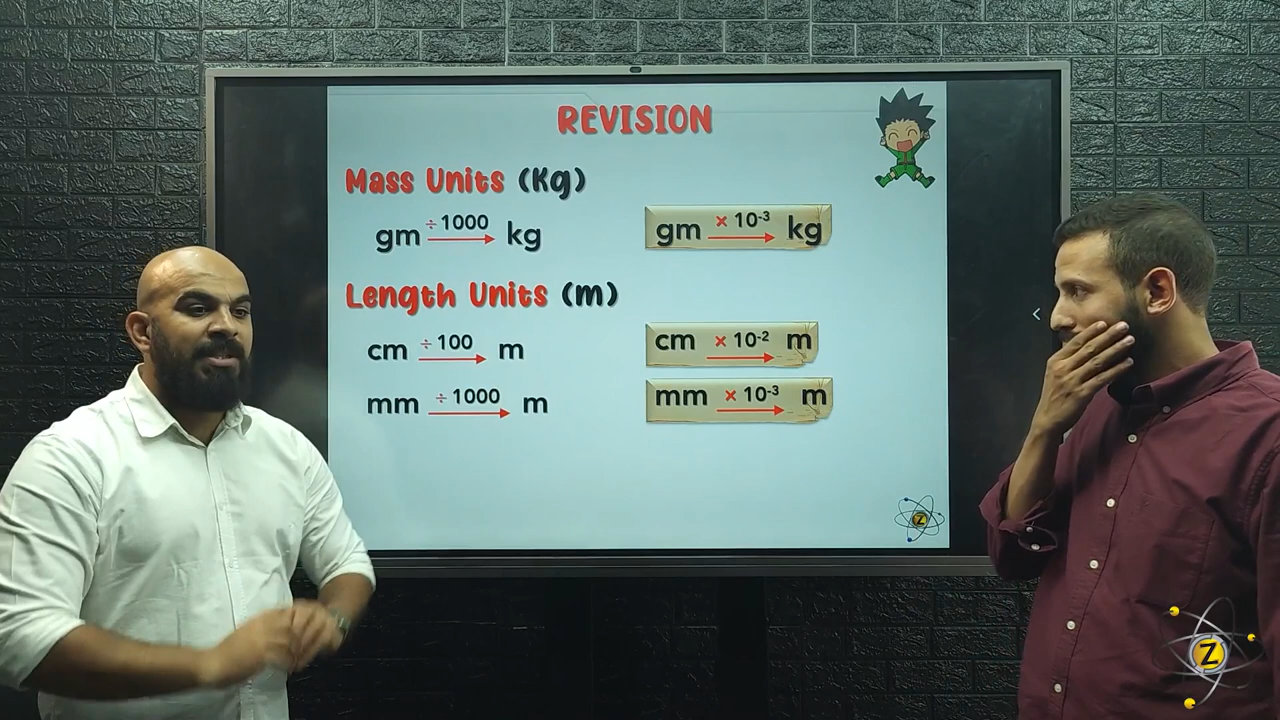 REVISION
Mass Units (Kg)
gm ÷ 1000 kg
gm × 10⁻³ kg
Length Units (m)
cm ÷ 100 m
cm × 10⁻² m
mm ÷ 1000 m
mm × 10⁻³ m
Z
Z